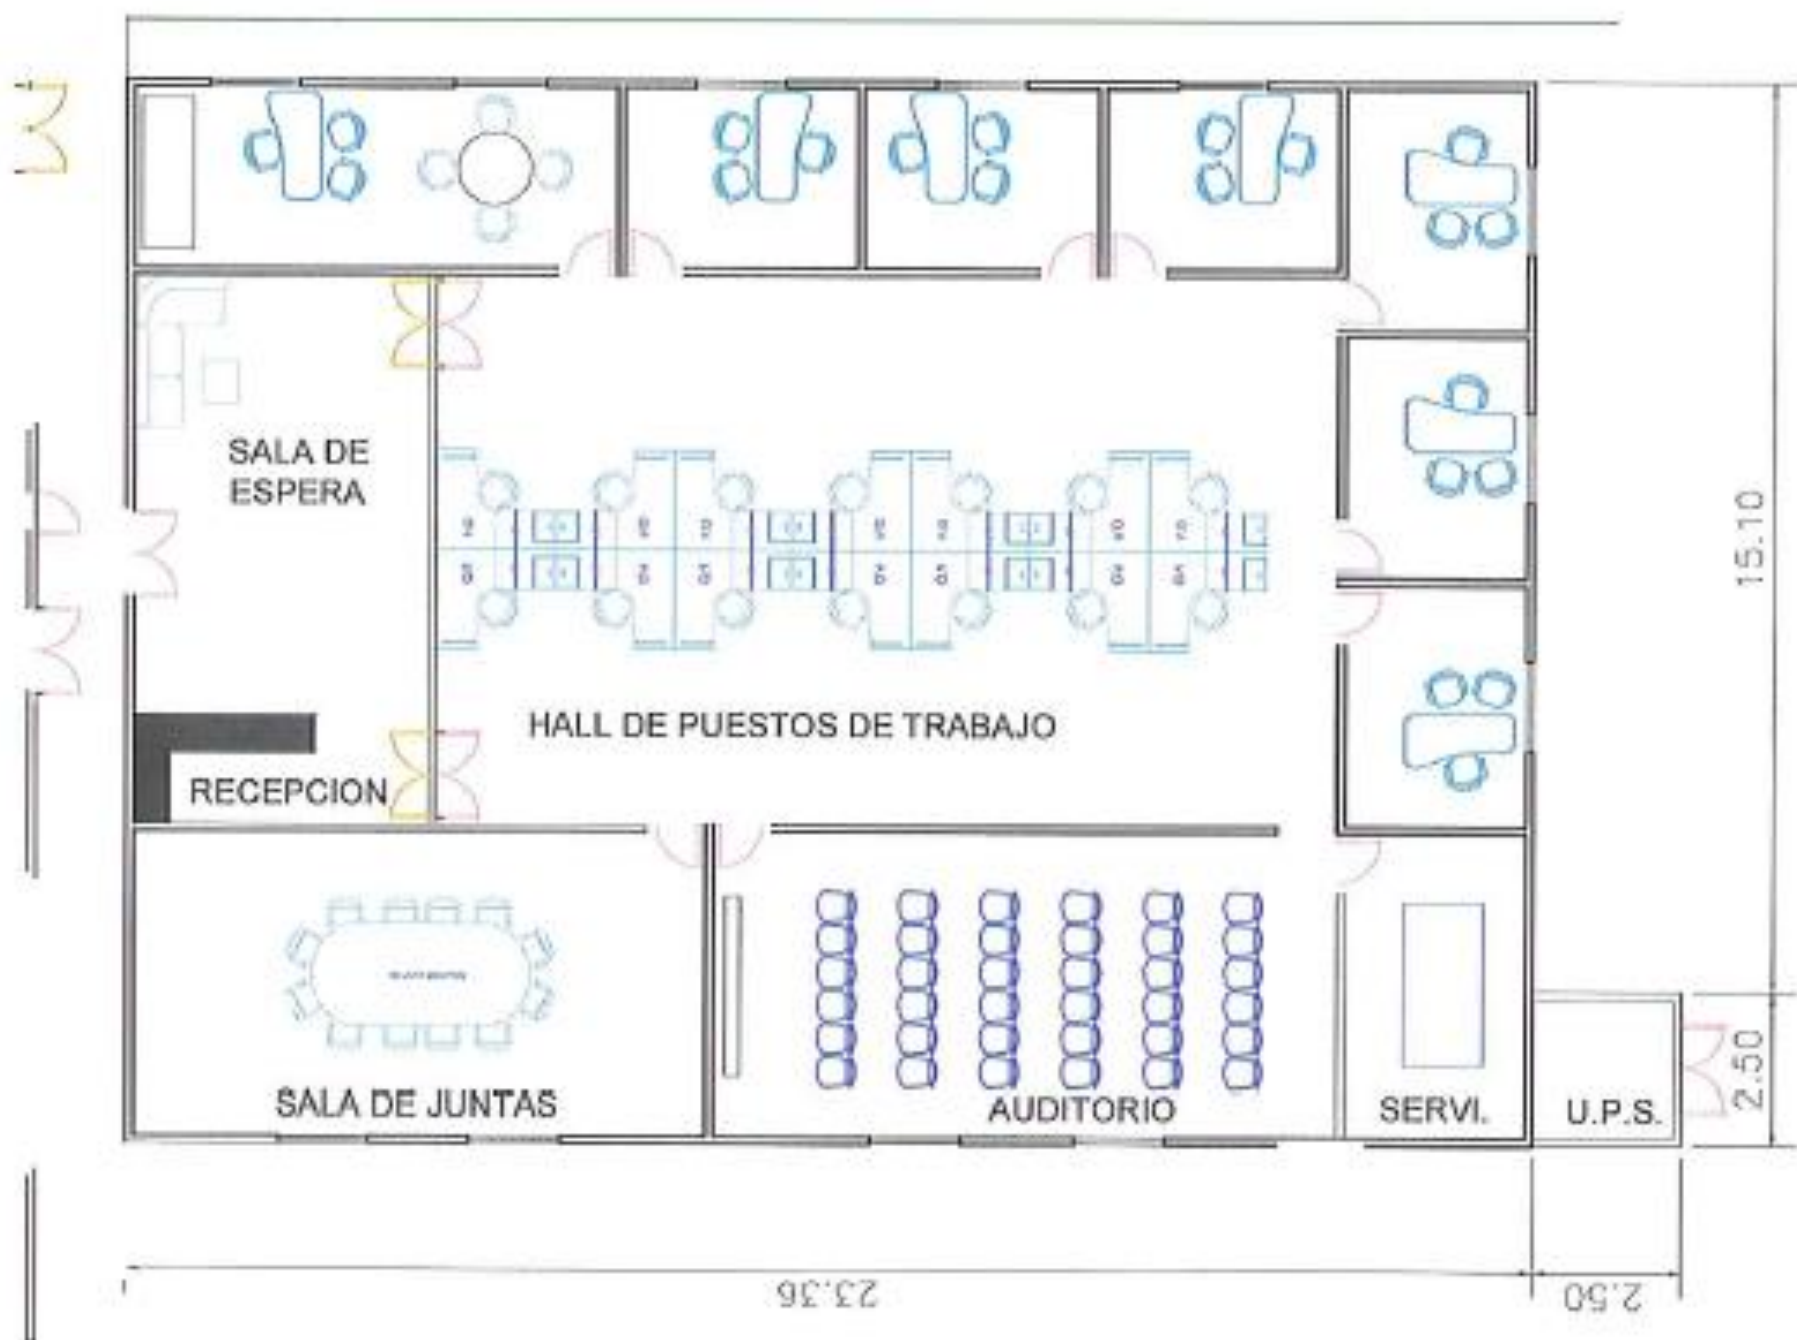 SALA DE
ESPERA
15.10
HALL DE PUESTOS DE TRABAJO
RECEPCION
2.50
SALA DE JUNTAS
AUDITORIO
SERVI.
U.P.S.
23.36
2.50